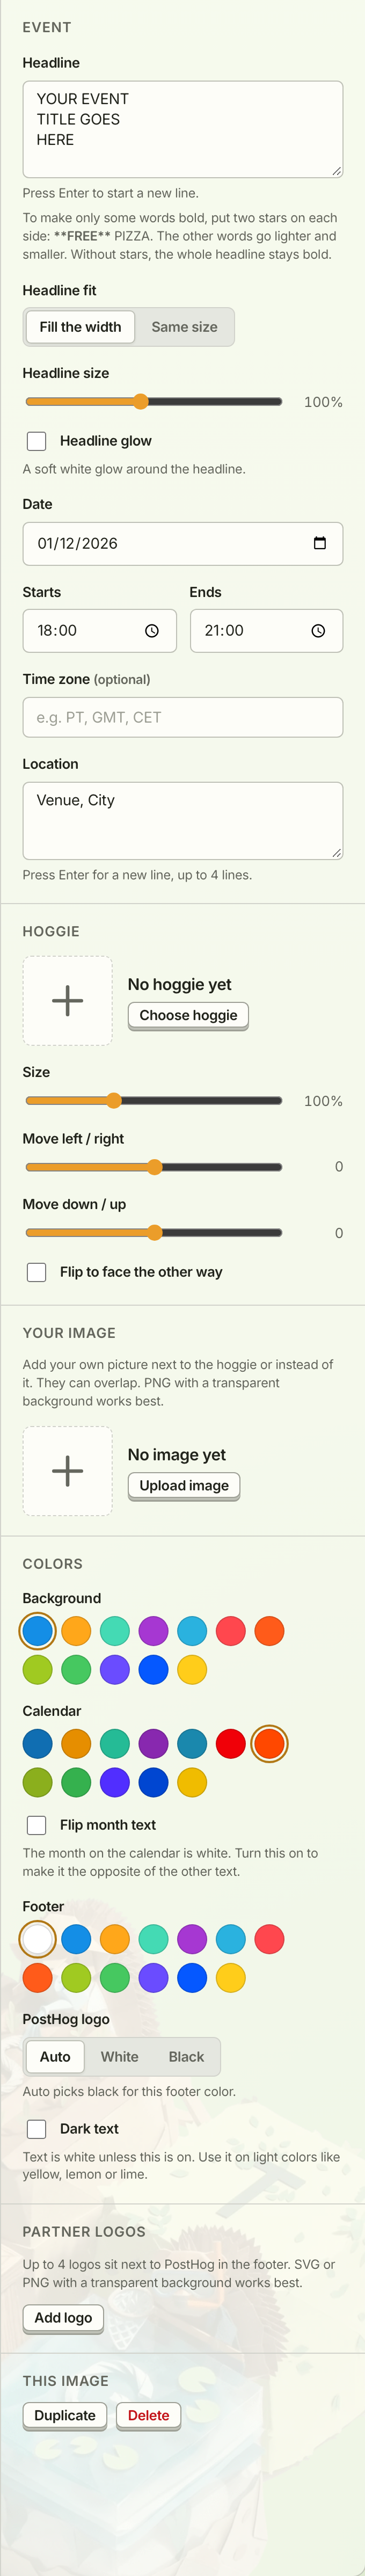 EVENT
Headline
YOUR EVENT
TITLE GOES
HERE
Press Enter to start a new line.
To make only some words bold, put two stars on each
side: **FREE** PIZZA. The other words go lighter and
smaller. Without stars, the whole headline stays bold.
Headline fit
Fill the width Same size
Headline size
100%
Headline glow
A soft white glow around the headline.
Date
01/12/2026
Starts Ends
18:00 21:00
Time zone (optional)
e.g. PT, GMT, CET
Location
Venue, City
Press Enter for a new line, up to 4 lines.
HOGGIE
No hoggie yet
Choose hoggie
Size
100%
Move left / right
0
Move down / up
0
Flip to face the other way
YOUR IMAGE
Add your own picture next to the hoggie or instead of
it. They can overlap. PNG with a transparent
background works best.
No image yet
Upload image
COLORS
Background
Calendar
Flip month text
The month on the calendar is white. Turn this on to
make it the opposite of the other text.
Footer
PostHog logo
Auto White Black
Auto picks black for this footer color.
Dark text
Text is white unless this is on. Use it on light colors like
yellow, lemon or lime.
PARTNER LOGOS
Up to 4 logos sit next to PostHog in the footer. SVG or
PNG with a transparent background works best.
Add logo
THIS IMAGE
Duplicate Delete